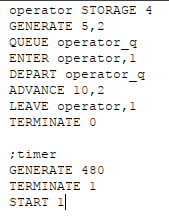 operator STORAGE 4
GENERATE 5,2
QUEUE operator_q
ENTER operator,1
DEPART operator_q
ADVANCE 10,2
LEAVE operator,1
TERMINATE 0

;timer
GENERATE 480
TERMINATE 1
START 1